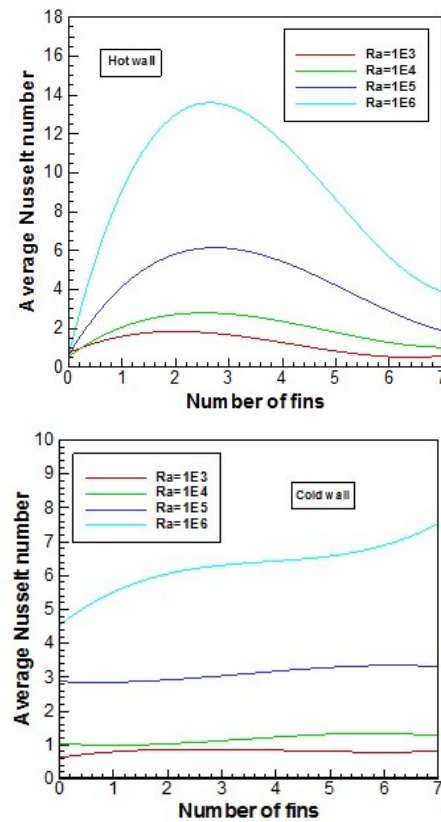 18
16
14
12
10
8
6
4
2
0
Average Nusselt number
Hot wall
Ra=1E3
Ra=1E4
Ra=1E5
Ra=1E6
0 1 2 3 4 5 6 7
Number of fins
10
9
8
7
6
5
4
3
2
1
0
Average Nusselt number
Ra=1E3
Ra=1E4
Ra=1E5
Ra=1E6
Cold wall
0 1 2 3 4 5 6 7
Number of fins